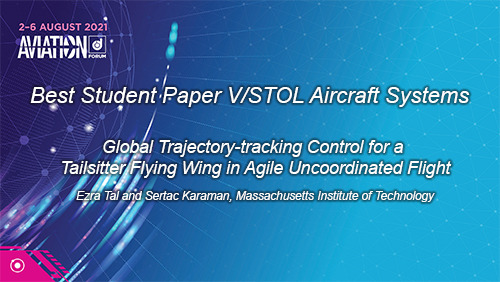 2-6 AUGUST 2021
AVIATION
FORUM
Best Student Paper V/STOL Aircraft Systems
Global Trajectory-tracking Control for a
Tailsitter Flying Wing in Agile Uncoordinated Flight
Ezra Tal and Sertac Karaman, Massachusetts Institute of Technology